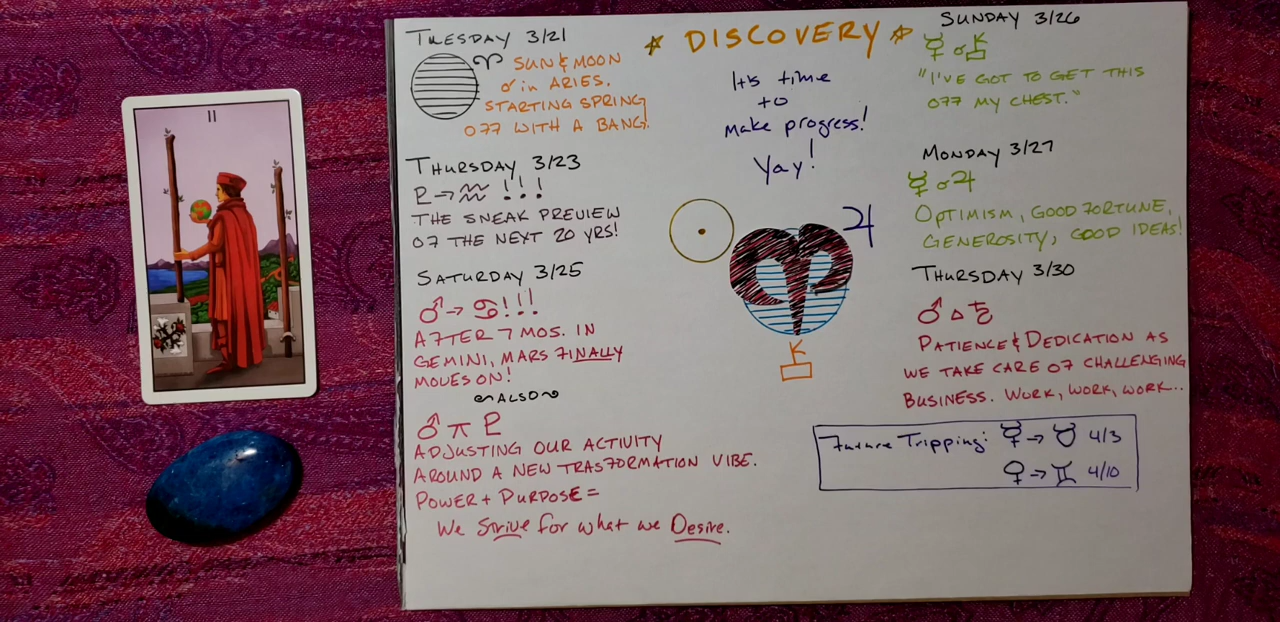 II
TUESDAY 3/21
♈ SUN & MOON
☌ in ARIES.
STARTING SPRING
OFF WITH A BANG!
THURSDAY 3/23
♇→♒!!!
THE SNEAK PREVIEW
OF THE NEXT 20 YRS!
SATURDAY 3/25
♂→♋!!!
AFTER 7 MOS. IN
GEMINI, MARS FINALLY
MOVES ON!
~ALSO~
♂ ⚻ ♇
ADJUSTING OUR ACTIVITY
AROUND A NEW TRASFORMATION VIBE.
POWER + PURPOSE =
We Strive for what we Desire.
☆ DISCOVERY ☆
Its time
to
make progress!
Yay!
☉ ♈ ♃
⚷
SUNDAY 3/26
☿ ☌ ⚷
"I'VE GOT TO GET THIS
OFF MY CHEST."
MONDAY 3/27
☿ ☌ ♃
OPTIMISM, GOOD FORTUNE,
GENEROSITY, GOOD IDEAS!
THURSDAY 3/30
♂ △ ♄
PATIENCE & DEDICATION AS
WE TAKE CARE OF CHALLENGING
BUSINESS. WORK, WORK, WORK...
Future Tripping: ☿→♉ 4/3
♀→♊ 4/10